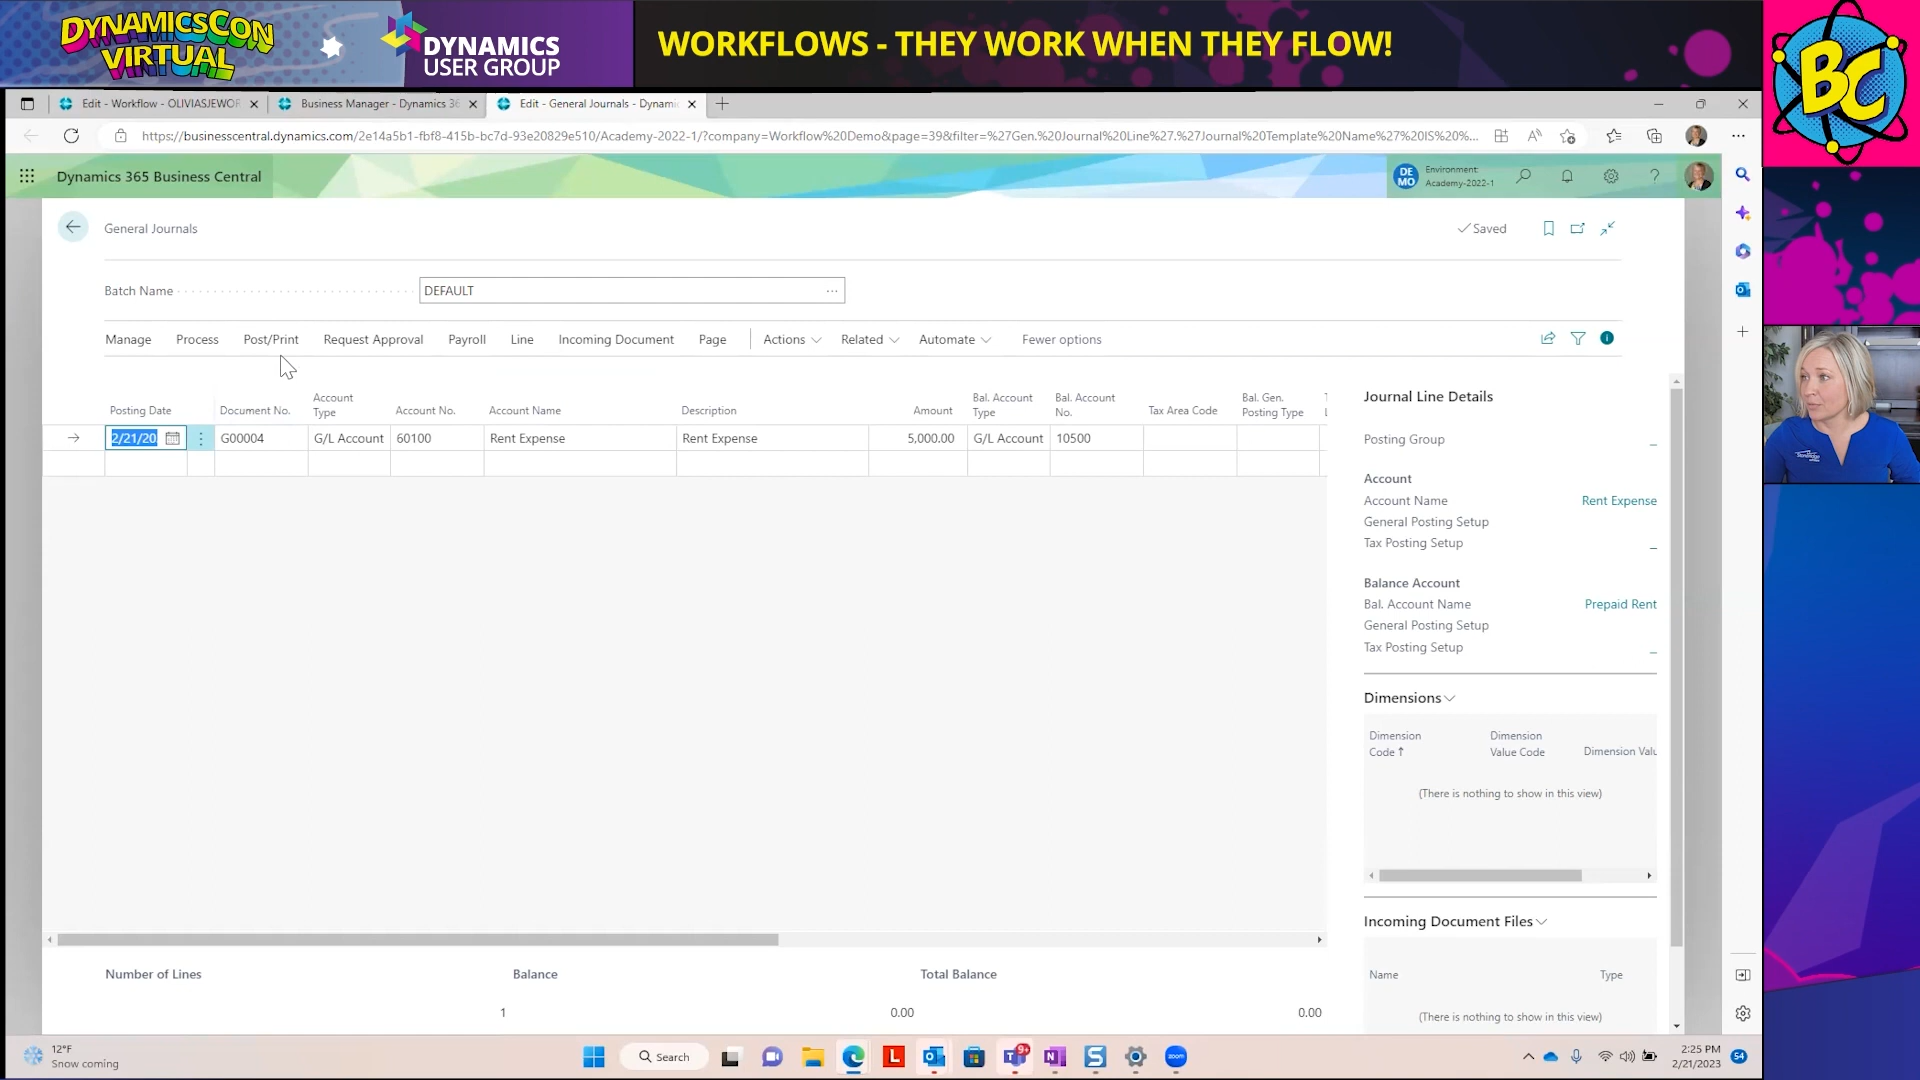 DYNAMICSCON
VIRTUAL
DYNAMICS
USER GROUP
WORKFLOWS - THEY WORK WHEN THEY FLOW!
BC
Edit - Workflow - OLIVIASJEWOR
Business Manager - Dynamics 36
Edit - General Journals - Dynamic
https://businesscentral.dynamics.com/2e14a5b1-fbf8-415b-bc7d-93e20829e510/Academy-2022-1/?company=Workflow%20Demo&page=39&filter=%27Gen.%20Journal%20Line%27.%27Journal%20Template%20Name%27%20IS%20%...
Dynamics 365 Business Central
DE
MO
Environment:
Academy-2022-1
?
General Journals
Saved
Batch Name
DEFAULT
Manage Process Post/Print Request Approval Payroll Line Incoming Document Page Actions Related Automate Fewer options
Posting Date Document No. Account Type Account No. Account Name Description Amount Bal. Account Type Bal. Account No. Tax Area Code Bal. Gen. Posting Type
2/21/20 G00004 G/L Account 60100 Rent Expense Rent Expense 5,000.00 G/L Account 10500
Journal Line Details
Posting Group _
Account
Account Name Rent Expense
General Posting Setup
Tax Posting Setup _
Balance Account
Bal. Account Name Prepaid Rent
General Posting Setup
Tax Posting Setup _
Dimensions
Dimension Code ↑ Dimension Value Code Dimension Valu
(There is nothing to show in this view)
Incoming Document Files
Name Type
(There is nothing to show in this view)
Number of Lines Balance Total Balance
1 0.00 0.00
12°F
Snow coming
Search
L
9+
N
S
zoom
2:25 PM
2/21/2023
54